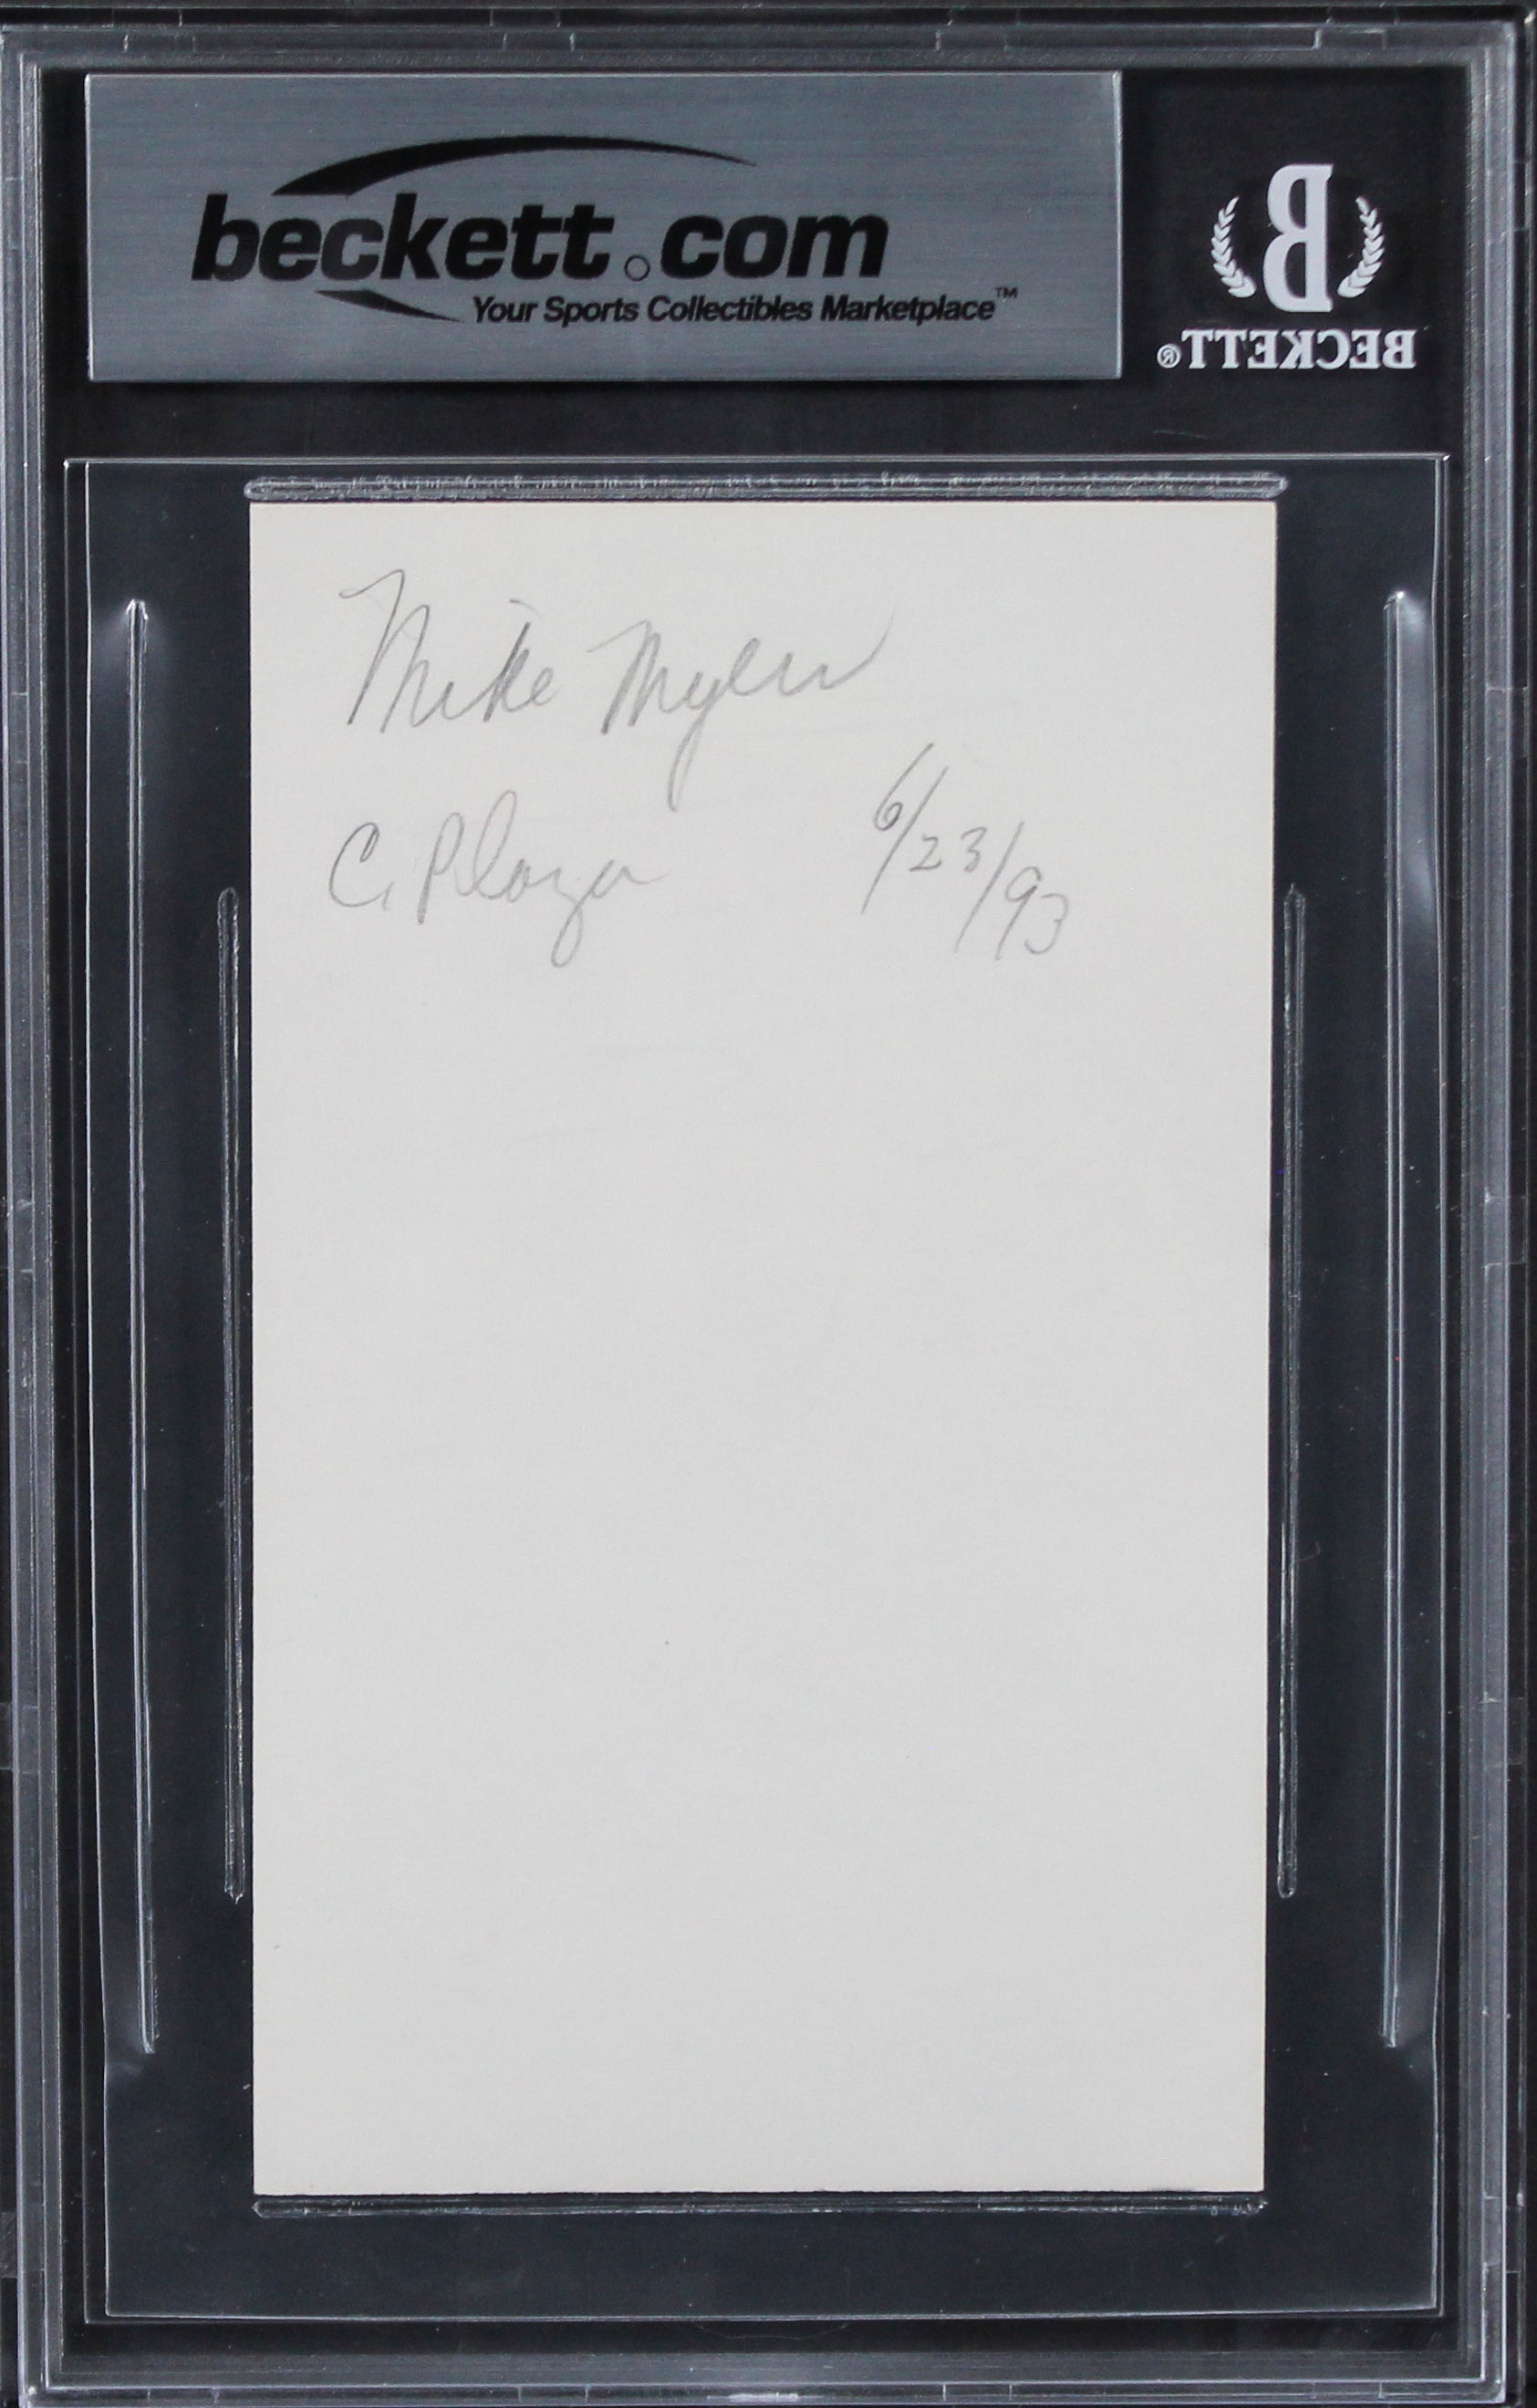 beckett.com
Your Sports Collectibles Marketplace™
BECKETT®
Mike Myers
C. Plaza 6/23/93